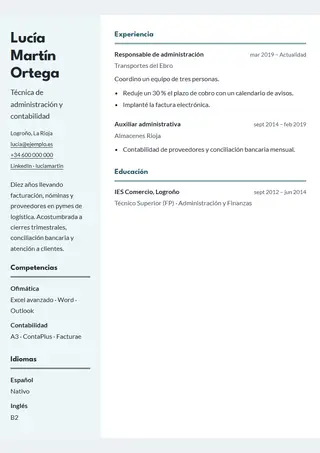 Lucía
Martín
Ortega
Técnica de
administración y
contabilidad
Logroño, La Rioja
lucia@ejemplo.es
+34 600 000 000
LinkedIn · luciamartin
Diez años llevando
facturación, nóminas y
proveedores en pymes de
logística. Acostumbrada a
cierres trimestrales,
conciliación bancaria y
atención a clientes.
Competencias
Ofimática
Excel avanzado · Word ·
Outlook
Contabilidad
A3 · ContaPlus · Facturae
Idiomas
Español
Nativo
Inglés
B2
Experiencia
Responsable de administración mar 2019 – Actualidad
Transportes del Ebro
Coordino un equipo de tres personas.
• Reduje un 30 % el plazo de cobro con un calendario de avisos.
• Implanté la factura electrónica.
Auxiliar administrativa sept 2014 – feb 2019
Almacenes Rioja
• Contabilidad de proveedores y conciliación bancaria mensual.
Educación
IES Comercio, Logroño sept 2012 – jun 2014
Técnico Superior (FP) · Administración y Finanzas